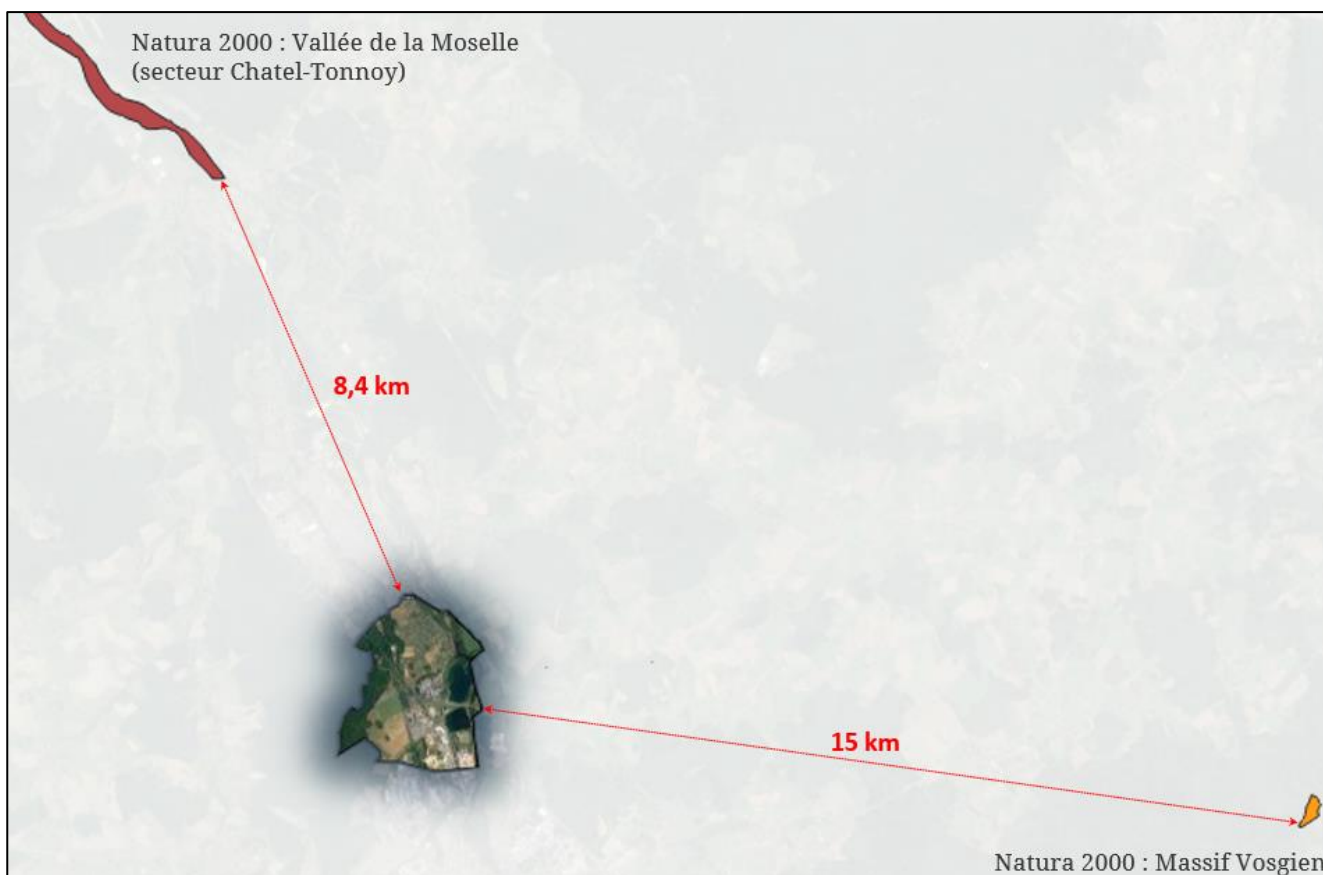 Natura 2000 : Vallée de la Moselle
(secteur Chatel-Tonnoy)
8,4 km
15 km
Natura 2000 : Massif Vosgien